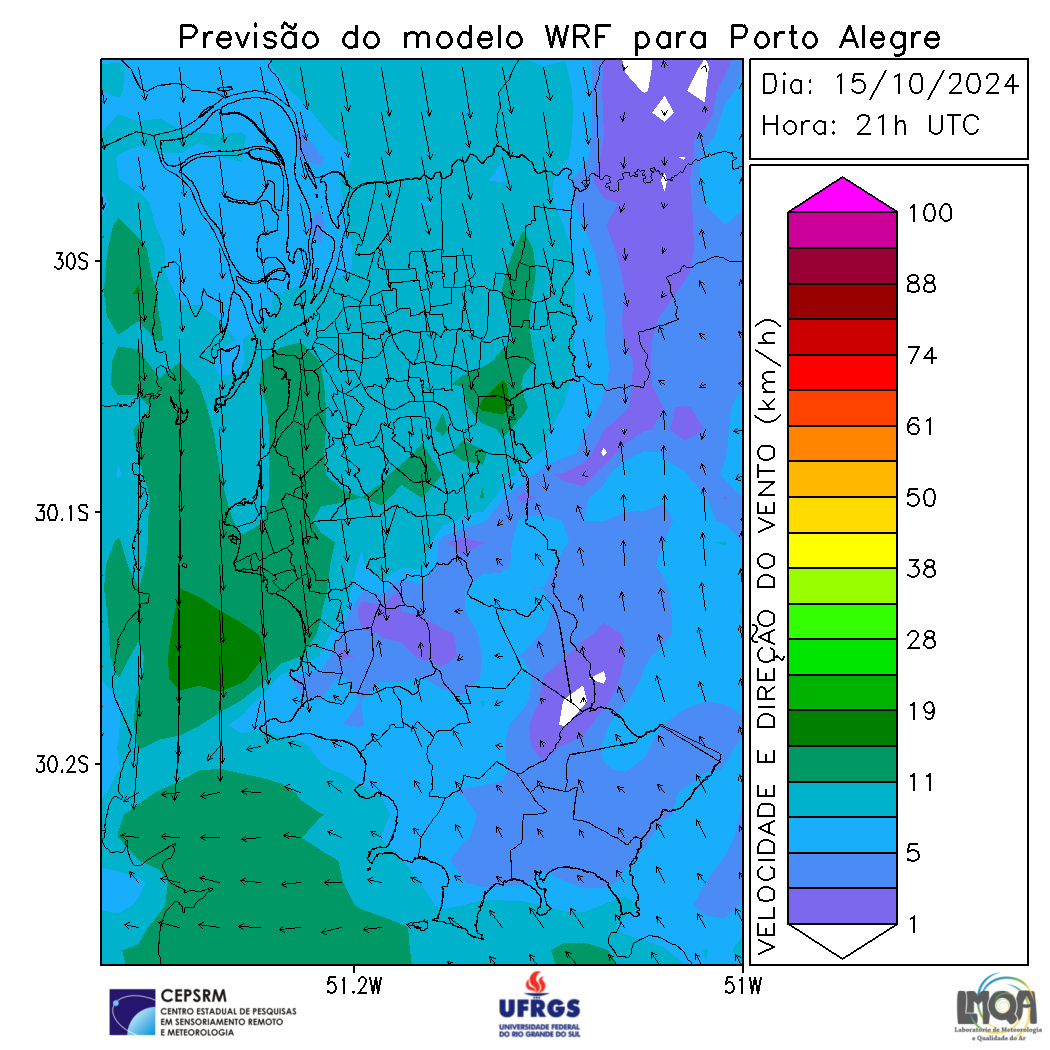 Previsão do modelo WRF para Porto Alegre
Dia: 15/10/2024
Hora: 21h UTC
30S
30.1S
30.2S
51.2W
51W
VELOCIDADE E DIREÇÃO DO VENTO (km/h)
100
88
74
61
50
38
28
19
11
5
1
CEPSRM
CENTRO ESTADUAL DE PESQUISAS
EM SENSORIAMENTO REMOTO
E METEOROLOGIA
UFRGS
UNIVERSIDADE FEDERAL
DO RIO GRANDE DO SUL
LMQA
Laboratório de Meteorologia
e Qualidade do Ar